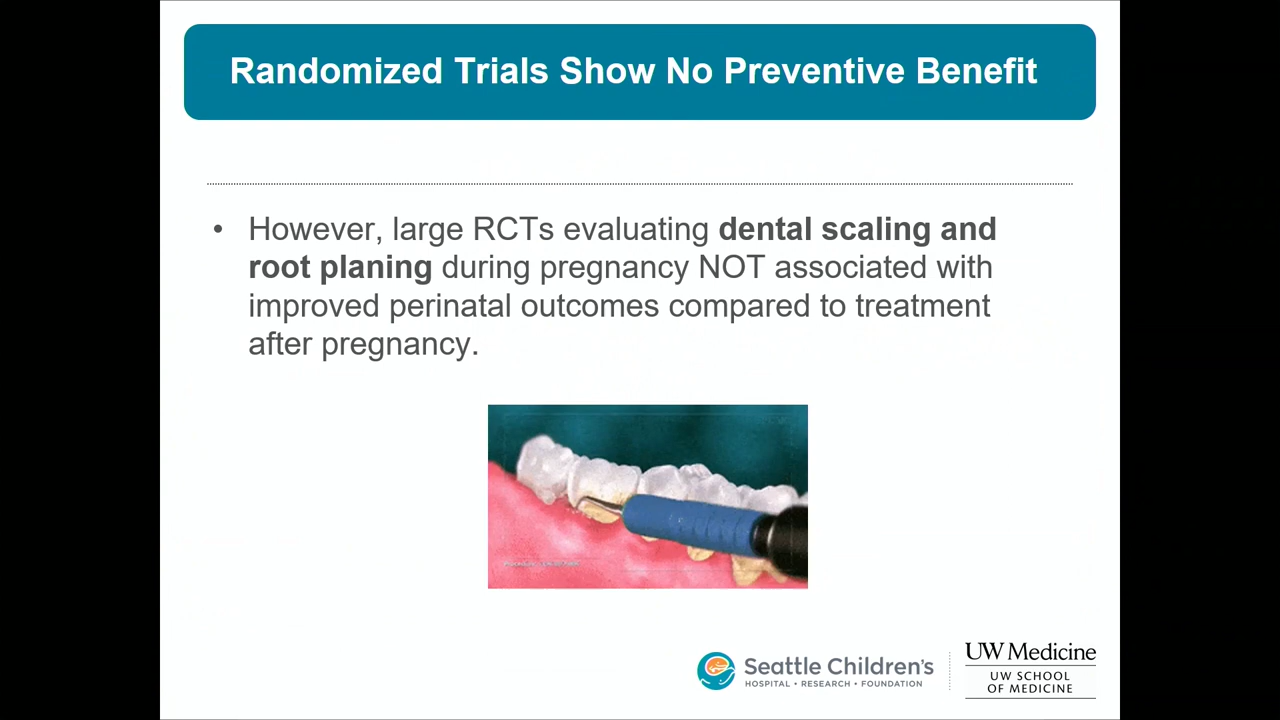 Randomized Trials Show No Preventive Benefit
• However, large RCTs evaluating dental scaling and
root planing during pregnancy NOT associated with
improved perinatal outcomes compared to treatment
after pregnancy.
Seattle Children's
HOSPITAL • RESEARCH • FOUNDATION
UW Medicine
UW SCHOOL
OF MEDICINE